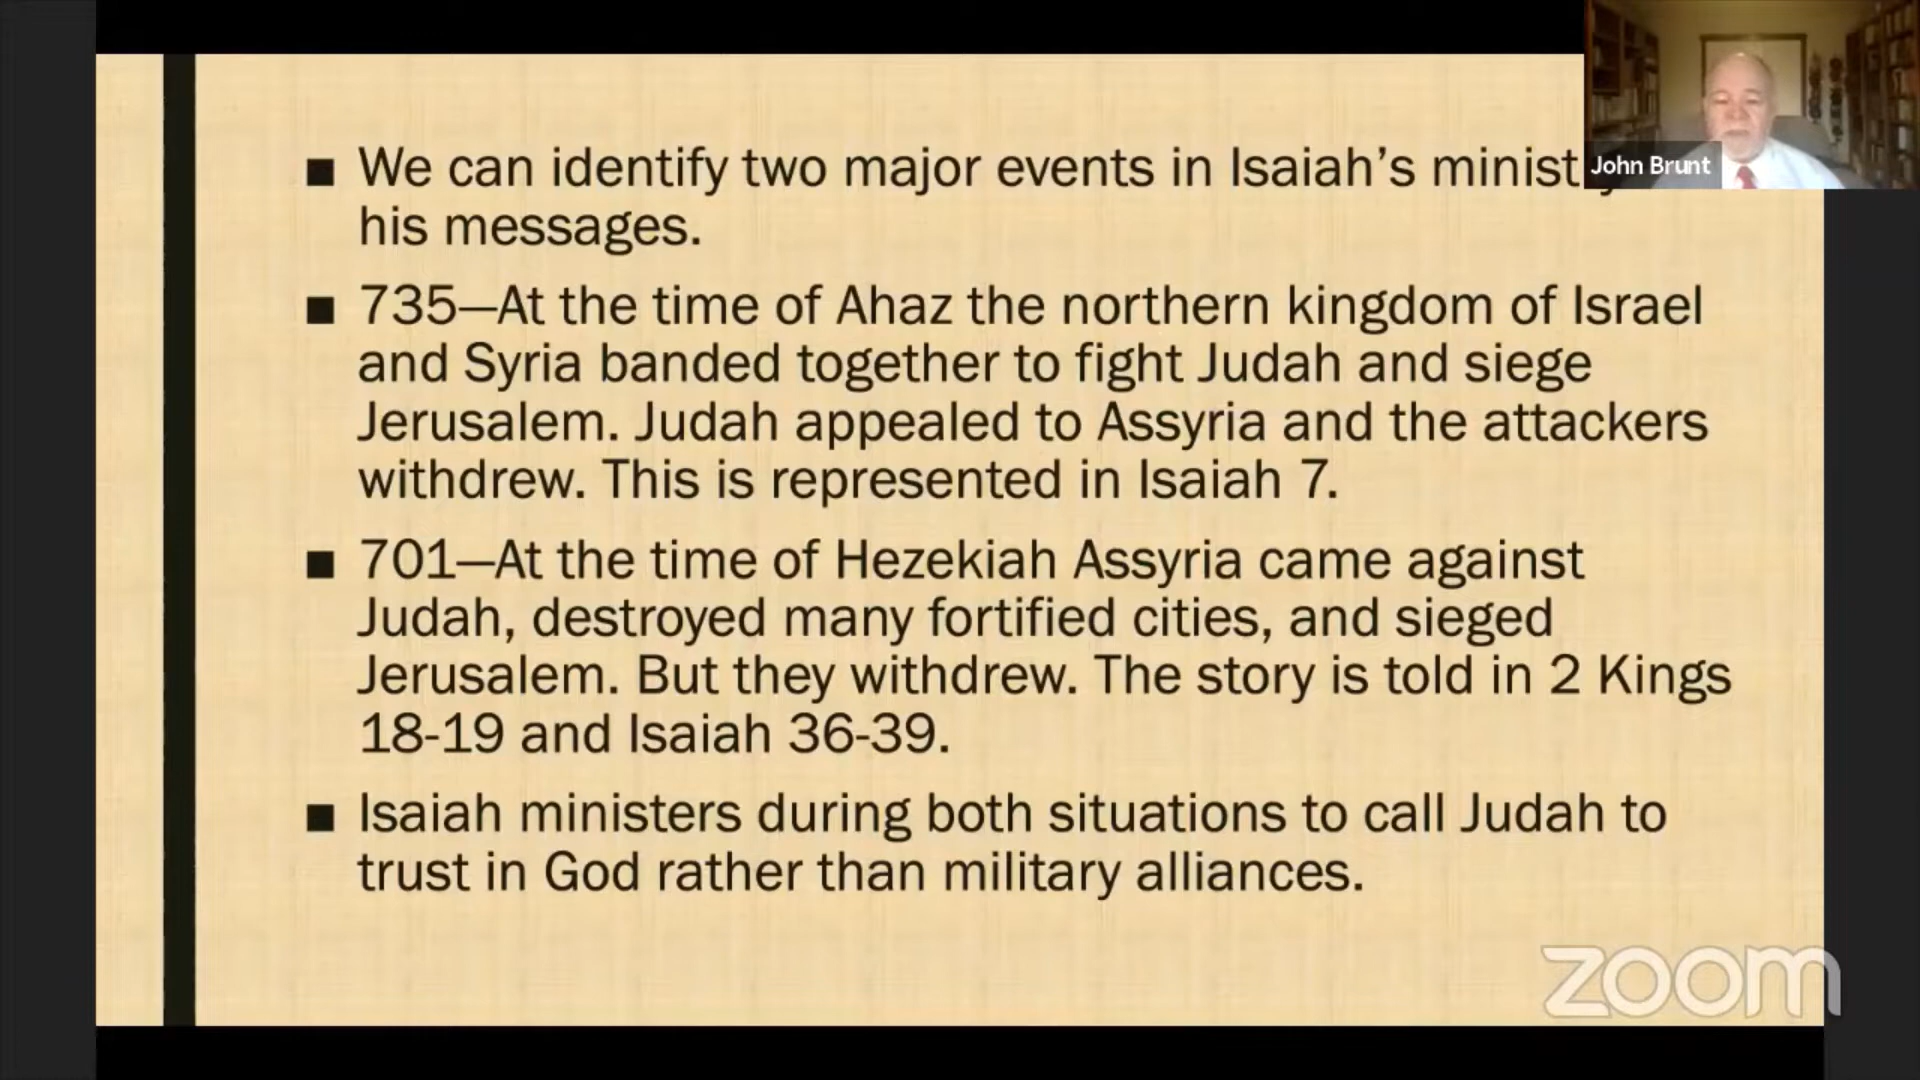 ■ We can identify two major events in Isaiah's
his messages.
■ 735—At the time of Ahaz the northern kingdom of Israel
and Syria banded together to fight Judah and siege
Jerusalem. Judah appealed to Assyria and the attackers
withdrew. This is represented in Isaiah 7.
■ 701—At the time of Hezekiah Assyria came against
Judah, destroyed many fortified cities, and sieged
Jerusalem. But they withdrew. The story is told in 2 Kings
18-19 and Isaiah 36-39.
■ Isaiah ministers during both situations to call Judah to
trust in God rather than military alliances.
John Brunt
zoom